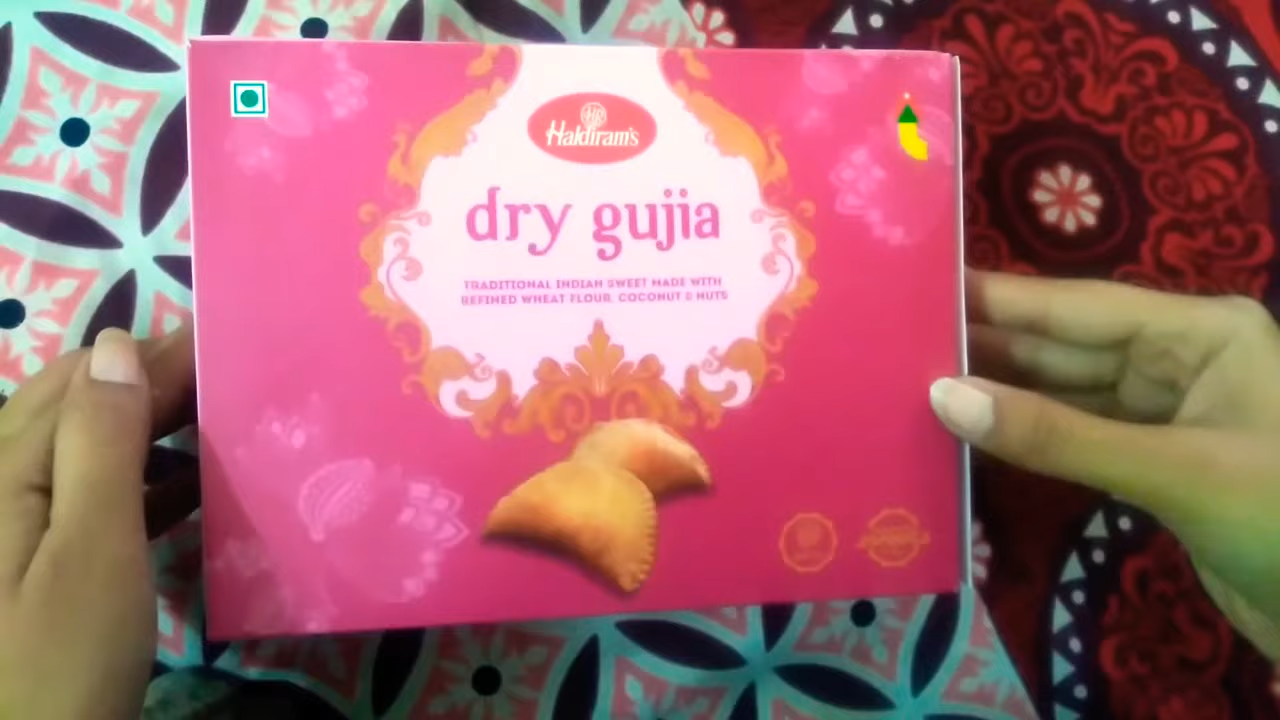 Haldiram's
dry gujia
TRADITIONAL INDIAN SWEET MADE WITH
REFINED WHEAT FLOUR, COCONUT & NUTS